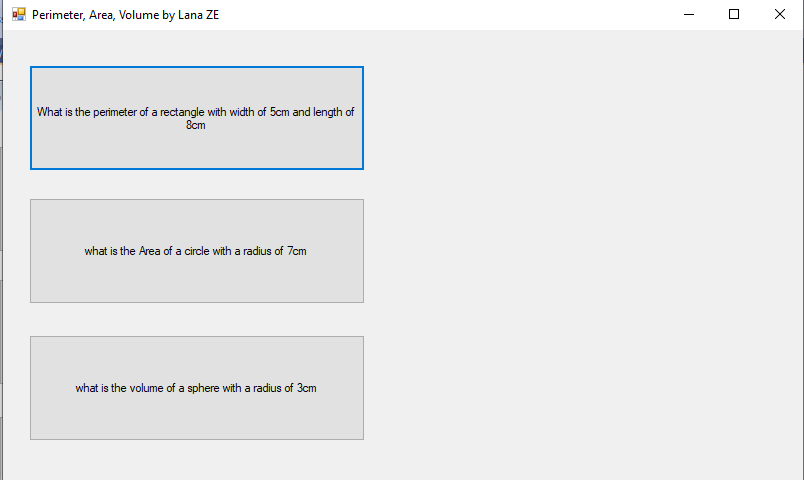 Perimeter, Area, Volume by Lana ZE
What is the perimeter of a rectangle with width of 5cm and length of
8cm
what is the Area of a circle with a radius of 7cm
what is the volume of a sphere with a radius of 3cm